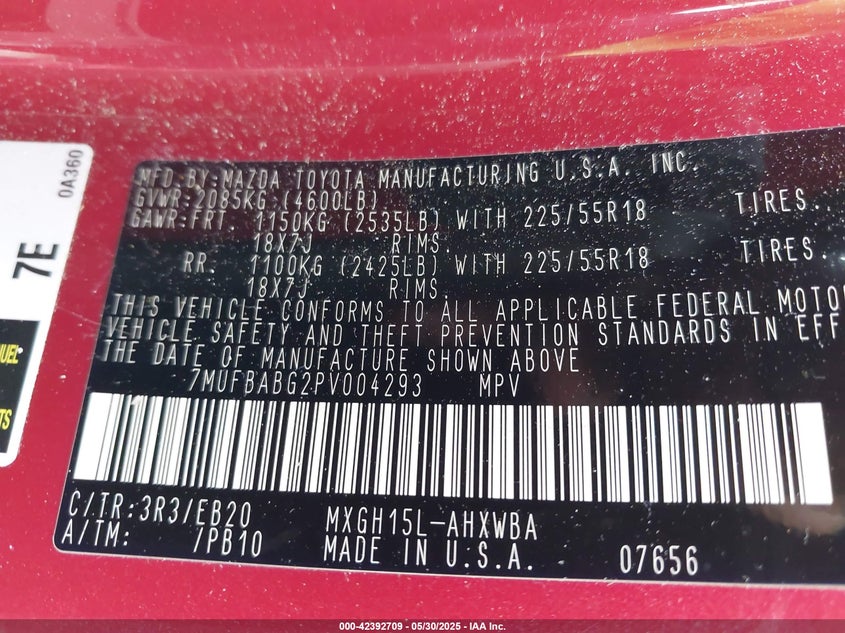 0A360
7E
MFD BY:MAZDA TOYOTA MANUFACTURING U.S.A. INC.
GVWR:2085KG (4600LB)
GAWR:FRT. 1150KG (2535LB) WITH 225/55R18 TIRES
18X7J RIMS.
RR. 1100KG (2425LB) WITH 225/55R18 TIRES
18X7J RIMS.
THIS VEHICLE CONFORMS TO ALL APPLICABLE FEDERAL MOTO
VEHICLE SAFETY AND THEFT PREVENTION STANDARDS IN EFF
THE DATE OF MANUFACTURE SHOWN ABOVE
7MUFBABG2PV004293 MPV
C/TR:3R3/EB20 MXGH15L-AHXWBA
A/TM: /PB10 MADE IN U.S.A. 07656
000-42392709 - 05/30/2025 - IAA Inc.